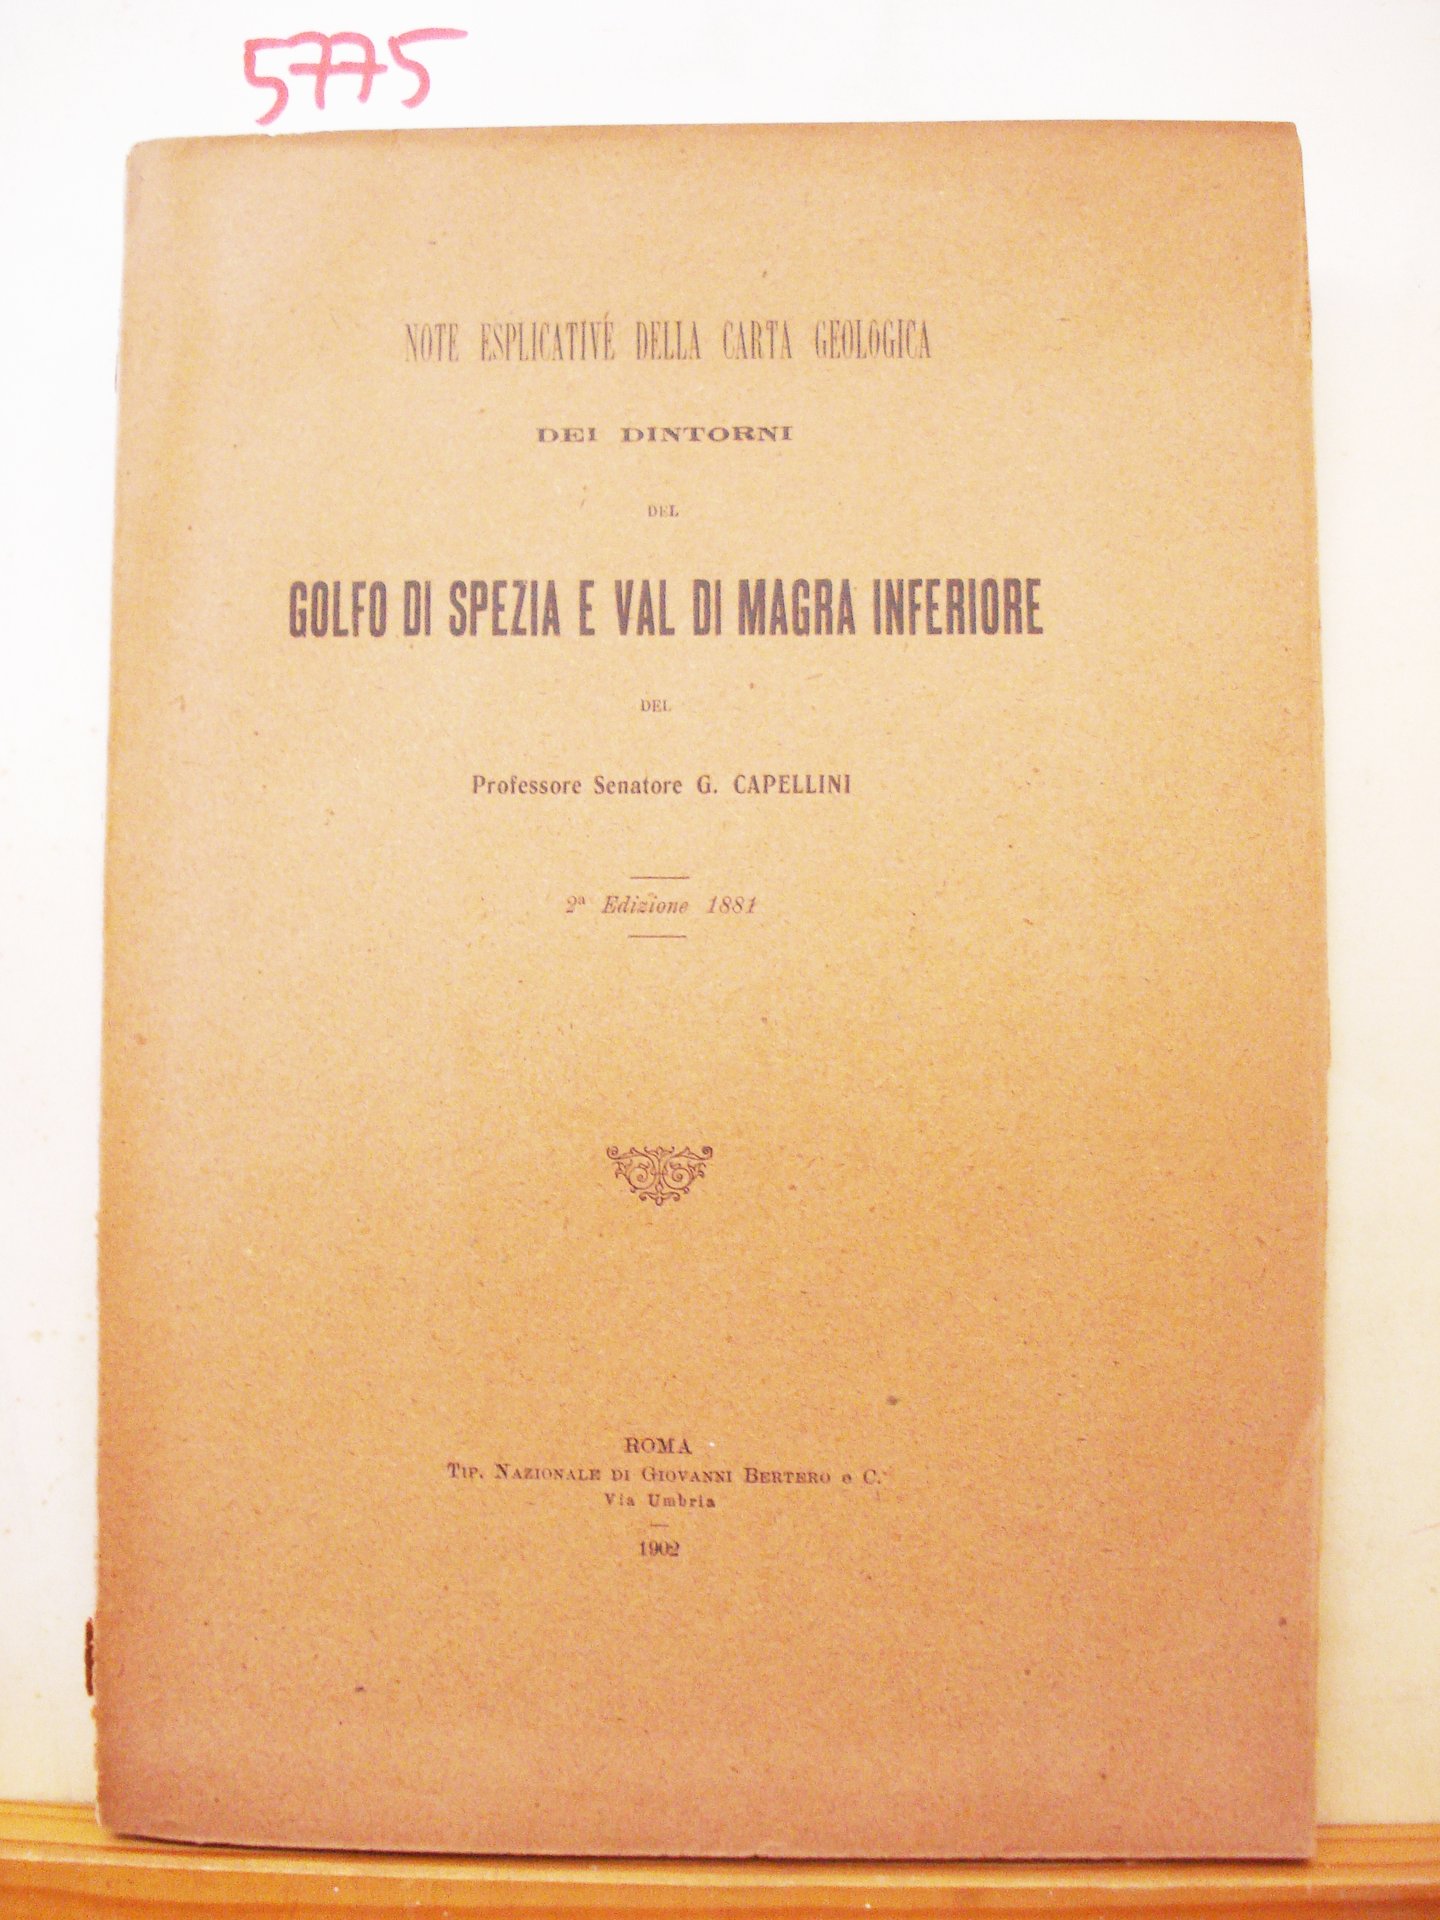 5775
NOTE ESPLICATIVE DELLA CARTA GEOLOGICA
DEI DINTORNI
DEL
GOLFO DI SPEZIA E VAL DI MAGRA INFERIORE
DEL
Professore Senatore G. CAPELLINI
2ª Edizione 1881
ROMA
TIP. NAZIONALE DI GIOVANNI BERTERO e C.
Via Umbria
1902